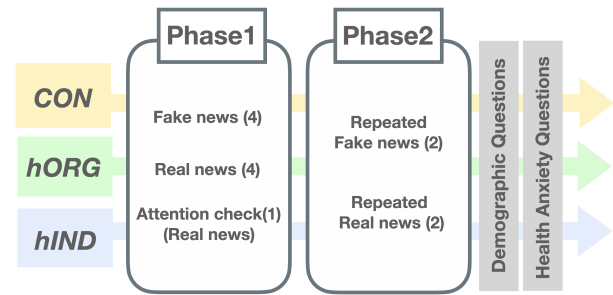 Phase1
Phase2
CON
hORG
hIND
Fake news (4)
Real news (4)
Attention check(1)
(Real news)
Repeated
Fake news (2)
Repeated
Real news (2)
Demographic Questions
Health Anxiety Questions